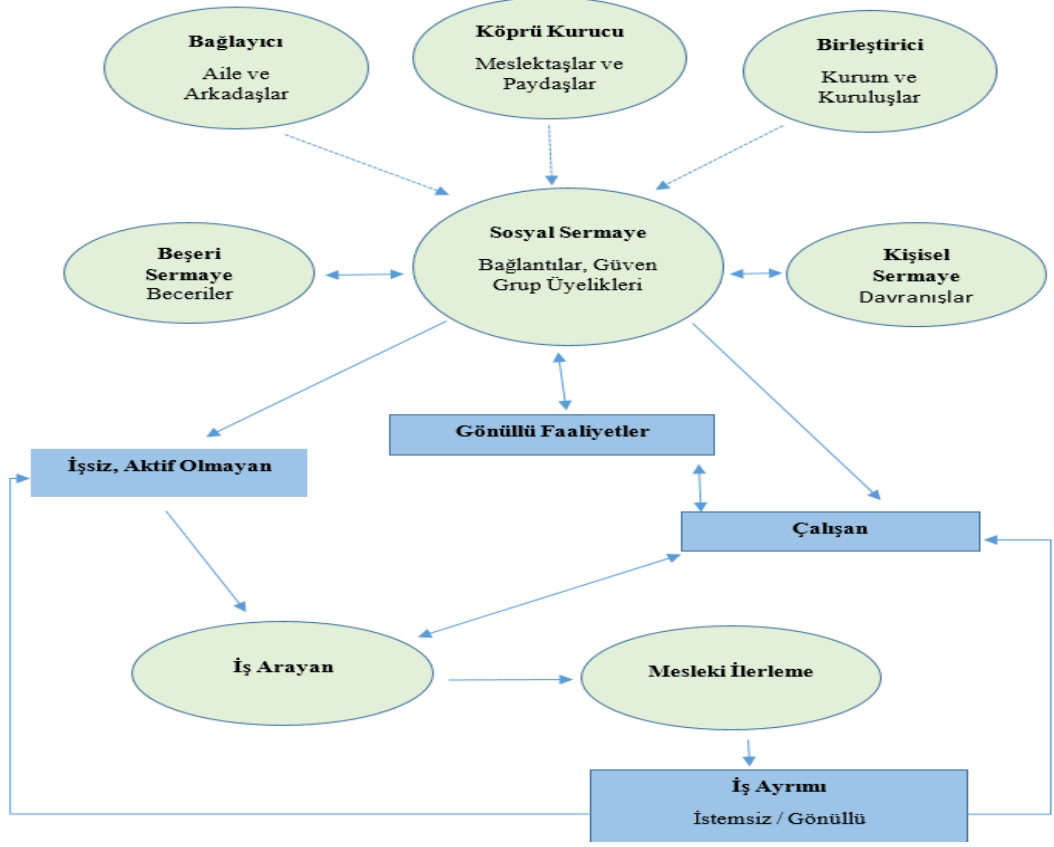 Bağlayıcı
Aile ve
Arkadaşlar
Köprü Kurucu
Meslektaşlar ve
Paydaşlar
Birleştirici
Kurum ve
Kuruluşlar
Beşeri
Sermaye
Beceriler
Sosyal Sermaye
Bağlantılar, Güven
Grup Üyelikleri
Kişisel
Sermaye
Davranışlar
Gönüllü Faaliyetler
İşsiz, Aktif Olmayan
Çalışan
İş Arayan
Mesleki İlerleme
İş Ayrımı
İstemsiz / Gönüllü